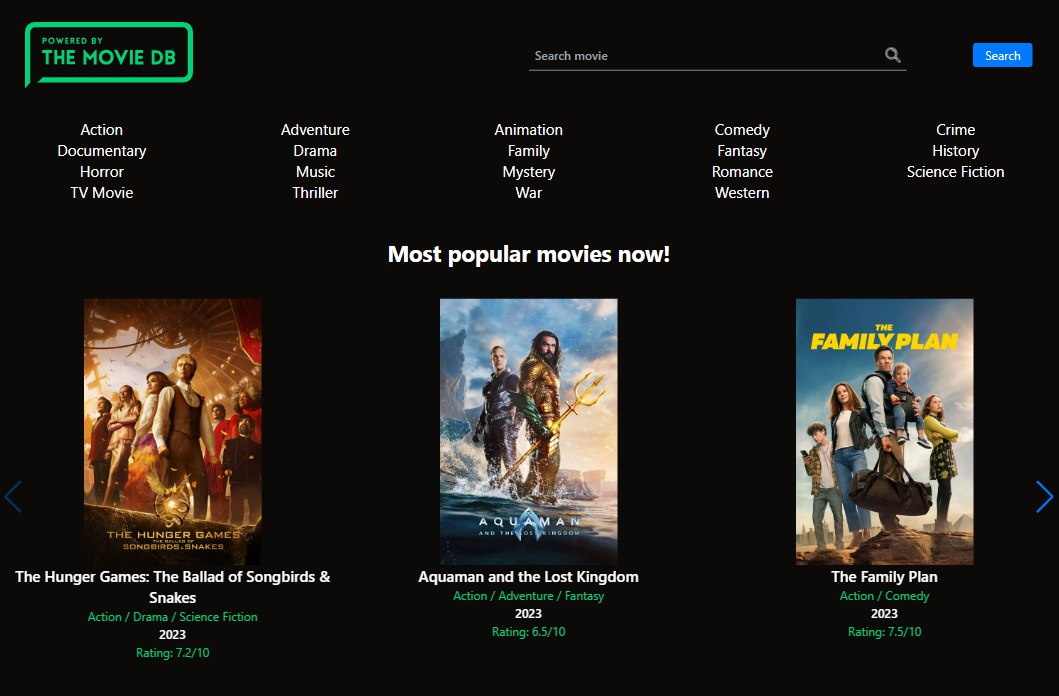 POWERED BY
THE MOVIE DB
Search movie
Search
Action
Adventure
Animation
Comedy
Crime
Documentary
Drama
Family
Fantasy
History
Horror
Music
Mystery
Romance
Science Fiction
TV Movie
Thriller
War
Western
Most popular movies now!
THE HUNGER GAMES
THE BALLAD OF
SONGBIRDS & SNAKES
The Hunger Games: The Ballad of Songbirds &
Snakes
Action / Drama / Science Fiction
2023
Rating: 7.2/10
AQUAMAN
AND THE LOST KINGDOM
Aquaman and the Lost Kingdom
Action / Adventure / Fantasy
2023
Rating: 6.5/10
THE
FAMILY PLAN
The Family Plan
Action / Comedy
2023
Rating: 7.5/10